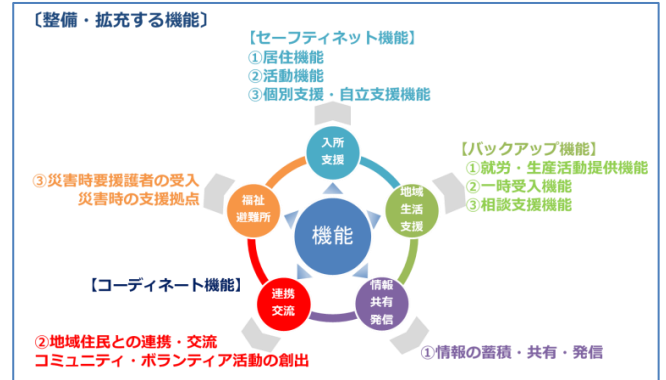 〔整備・拡充する機能〕
【セーフティネット機能】
①居住機能
②活動機能
③個別支援・自立支援機能
入所
支援
【バックアップ機能】
①就労・生産活動提供機能
②一時受入機能
③相談支援機能
地域
生活
支援
③災害時要援護者の受入
災害時の支援拠点
福祉
避難所
機能
【コーディネート機能】
連携
交流
情報
共有
発信
②地域住民との連携・交流
コミュニティ・ボランティア活動の創出
①情報の蓄積・共有・発信